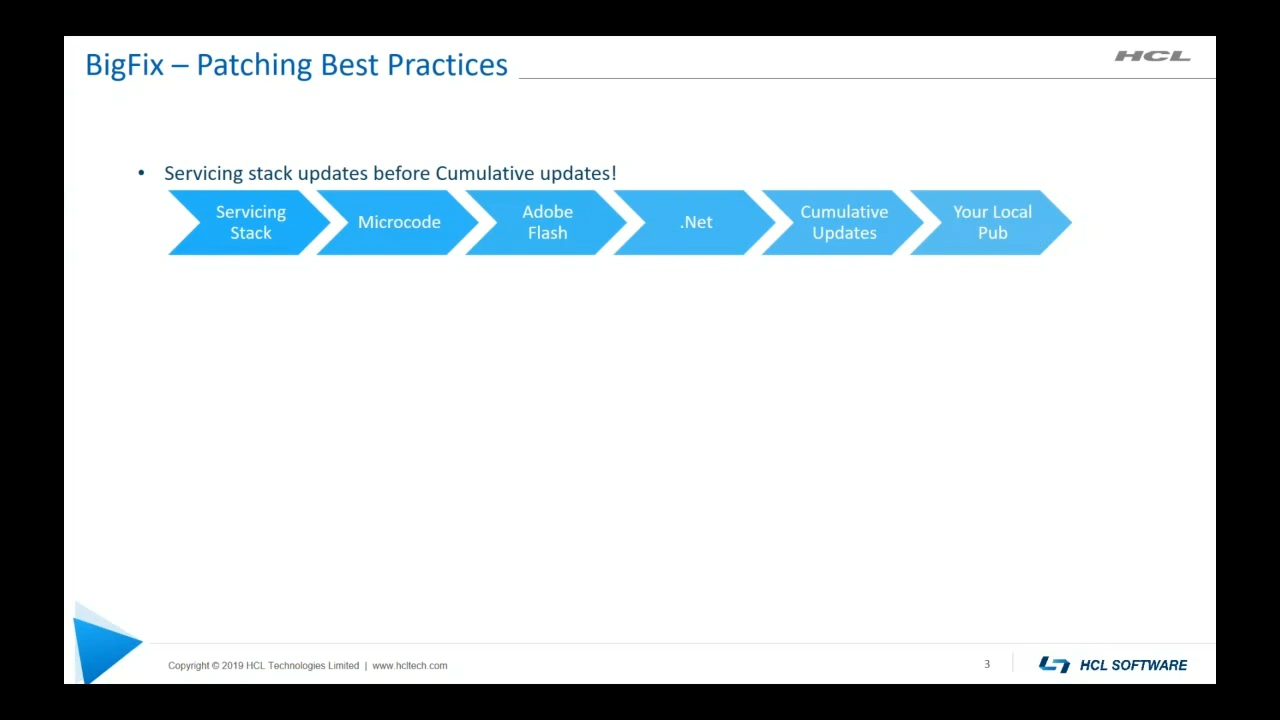 BigFix – Patching Best Practices
HCL
• Servicing stack updates before Cumulative updates!
Servicing
Stack
Microcode
Adobe
Flash
.Net
Cumulative
Updates
Your Local
Pub
Copyright © 2019 HCL Technologies Limited | www.hcltech.com
3
HCL SOFTWARE